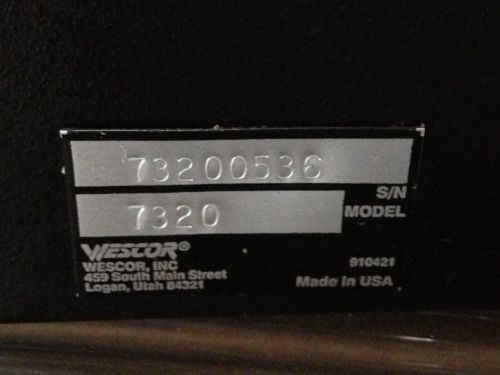 73200536
S/N
7320
MODEL
WESCOR®
WESCOR, INC
459 South Main Street
Logan, Utah 84321
910421
Made in USA